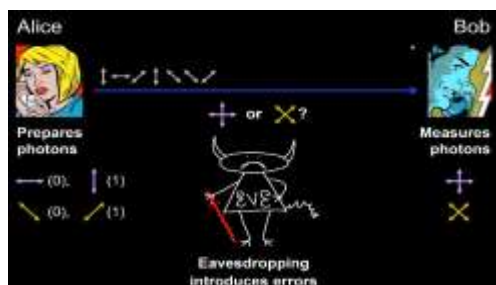 Alice
Bob
or ?
Prepares
photons
Measures
photons
(0), (1)
(0), (1)
EVE
Eavesdropping
introduces errors